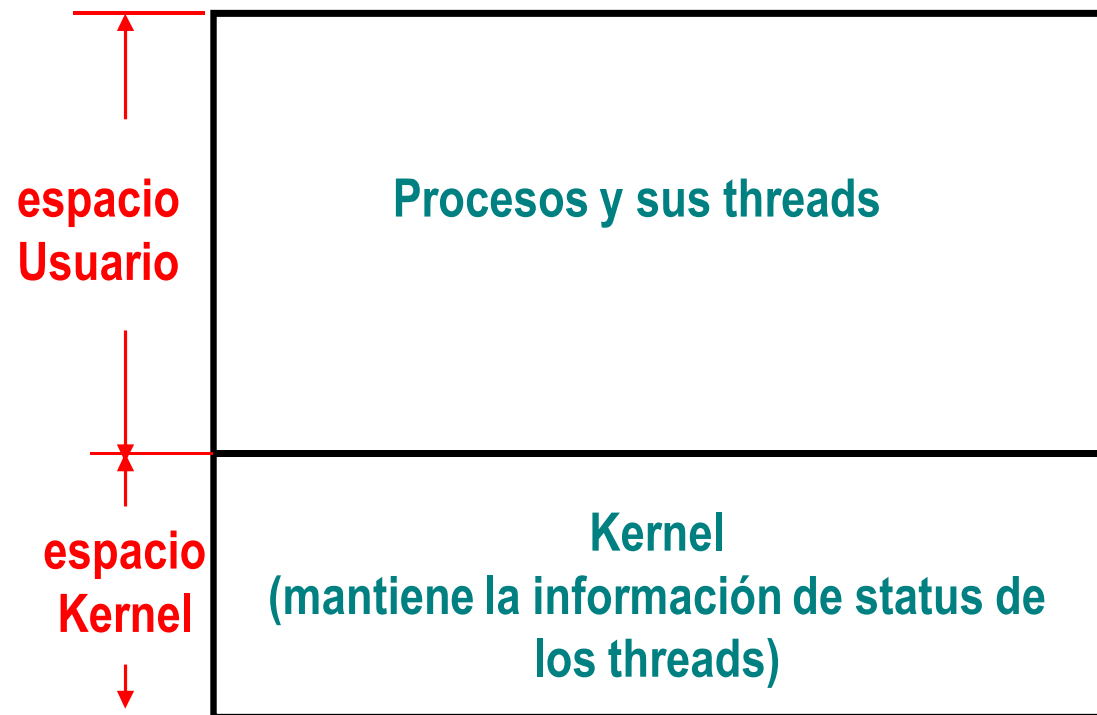 espacio
Usuario
Procesos y sus threads
espacio
Kernel
Kernel
(mantiene la información de status de
los threads)